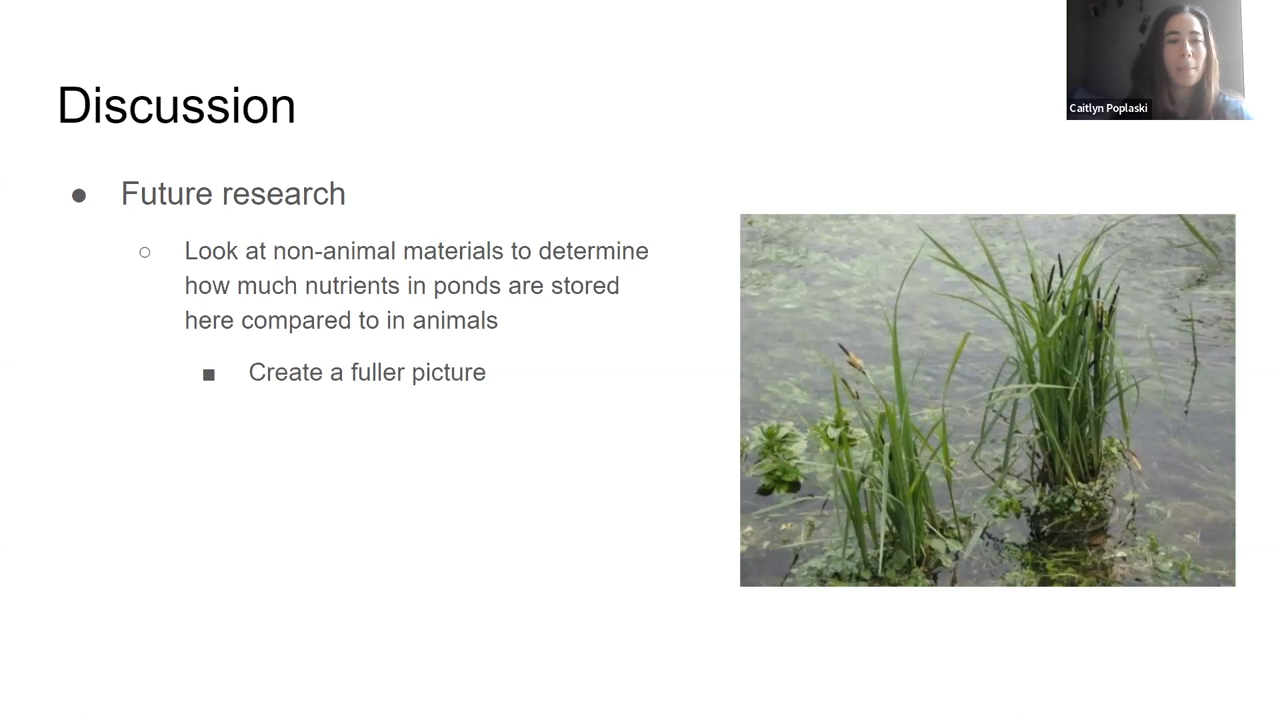 Caitlyn Poplaski
Discussion
● Future research
○ Look at non-animal materials to determine
how much nutrients in ponds are stored
here compared to in animals
■ Create a fuller picture